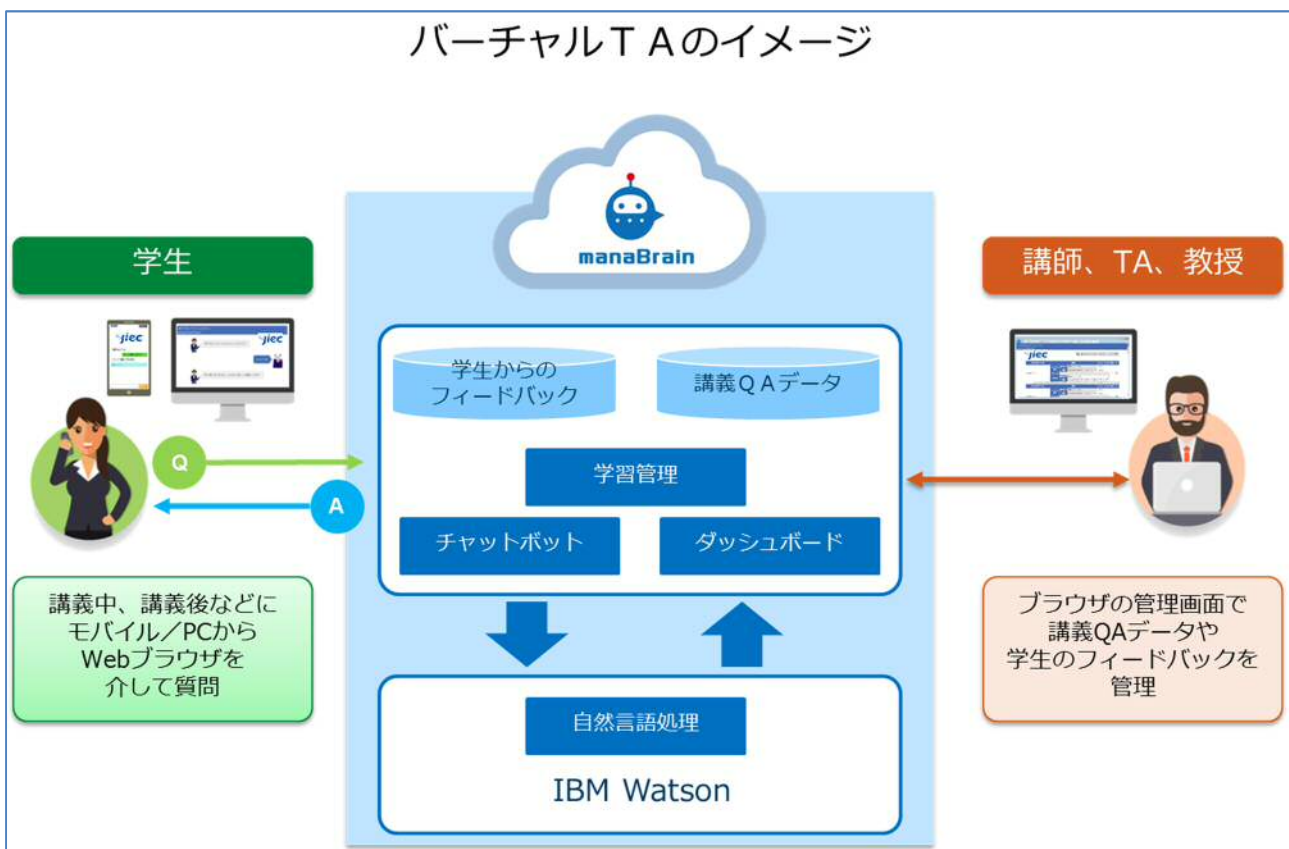 バーチャルＴＡのイメージ
manaBrain
学生
講師、TA、教授
jiec
jiec
jiec
学生からの
フィードバック
講義ＱＡデータ
Q
A
学習管理
チャットボット
ダッシュボード
講義中、講義後などに
モバイル／PCから
Webブラウザを
介して質問
ブラウザの管理画面で
講義QAデータや
学生のフィードバックを
管理
自然言語処理
IBM Watson